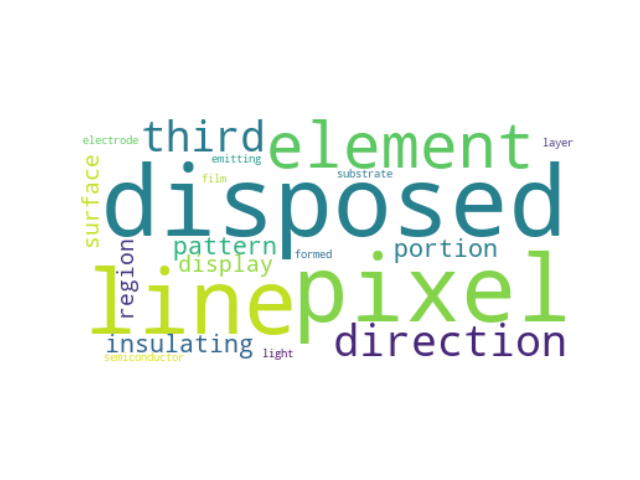 electrode
third
element
layer
emitting
substrate
surface
film
disposed
pattern
portion
formed
display
region
line
pixel
insulating
direction
light
semiconductor